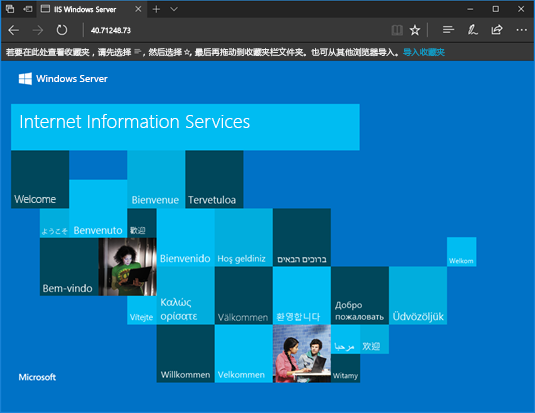 IIS Windows Server
40.71248.73
若要在此处查看收藏夹，请先选择 ，然后选择 ☆, 最后再拖动到收藏夹栏文件夹。也可从其他浏览器导入。导入收藏夹
Windows Server
Internet Information Services
Welcome
Bienvenue
Tervetuloa
ようこそ
Benvenuto
歡迎
Bienvenido
Hoş geldiniz
ברוכים הבאים
Welkom
Bem-vindo
Vítejte
Καλώς
ορίσατε
Välkommen
환영합니다
Добро
пожаловать
Üdvözöljük
مرحبا
欢迎
Willkommen
Velkommen
Witamy
Microsoft